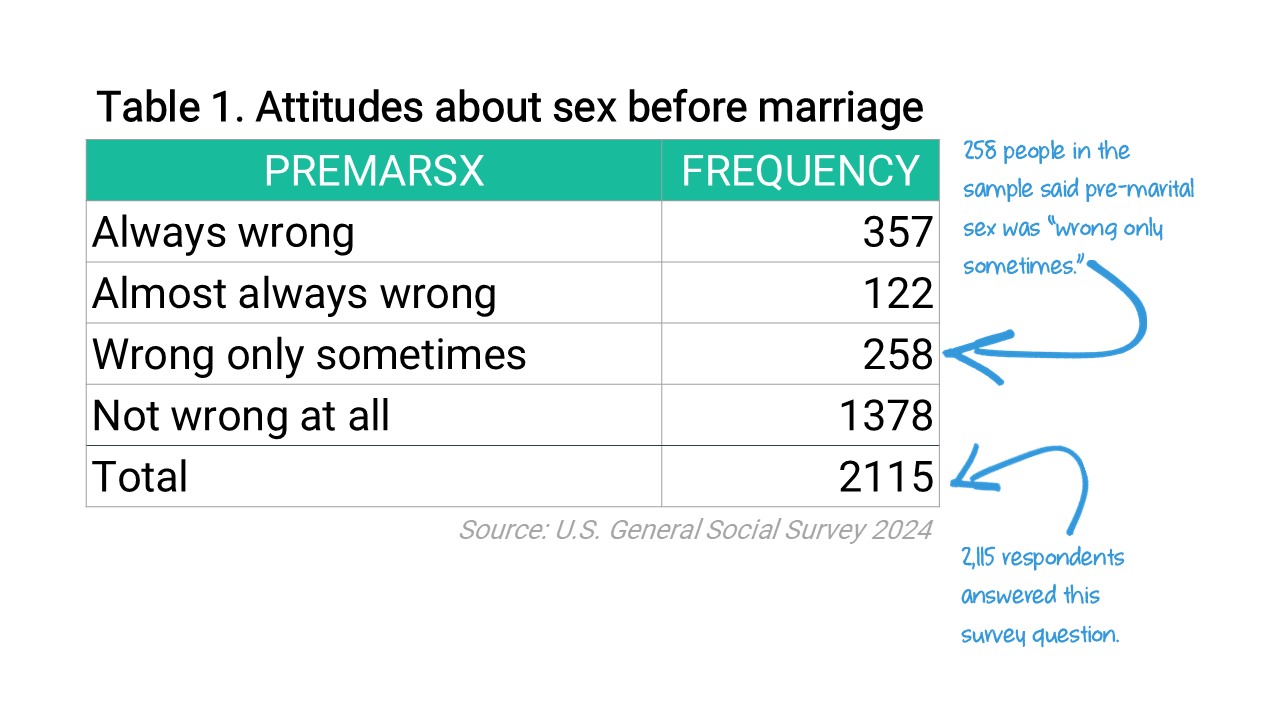 Table 1. Attitudes about sex before marriage
PREMARSX FREQUENCY
Always wrong 357
Almost always wrong 122
Wrong only sometimes 258
Not wrong at all 1378
Total 2115
Source: U.S. General Social Survey 2024
258 people in the
sample said pre-marital
sex was “wrong only
sometimes.”
2,115 respondents
answered this
survey question.